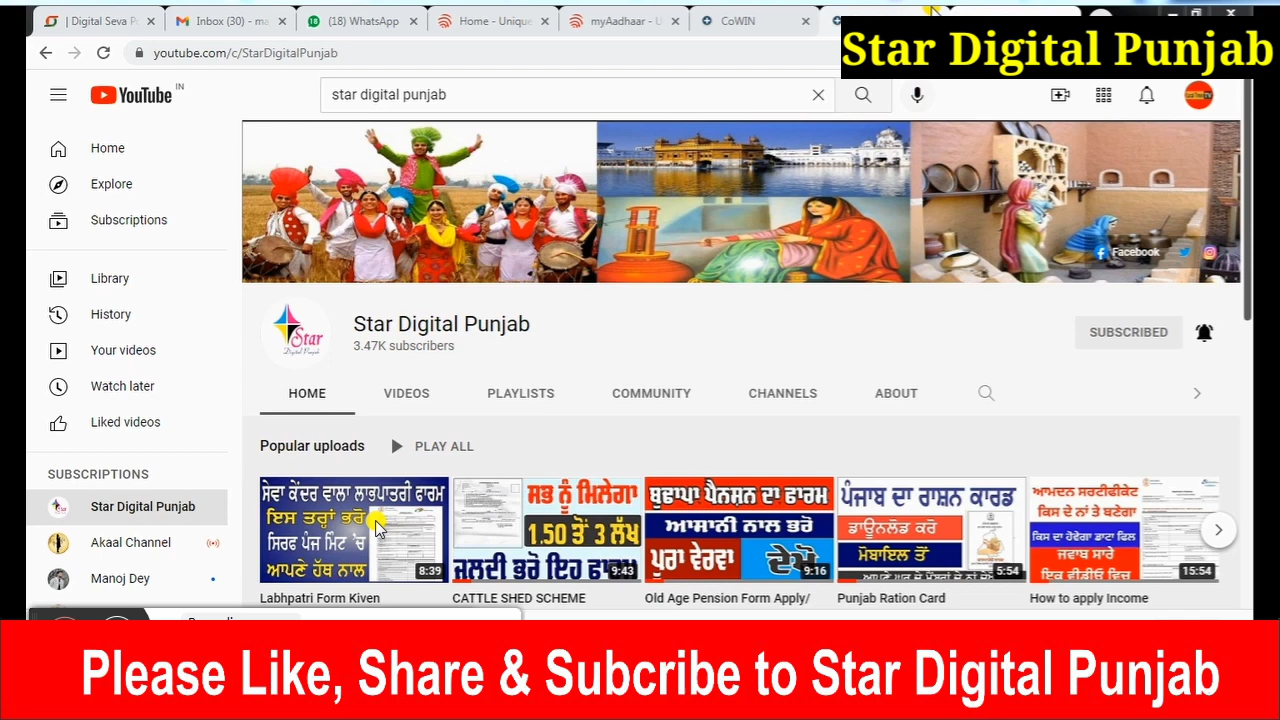 | Digital Seva P
Inbox (30) - ma
(18) WhatsApp
Home - Unique
myAadhaar - U
CoWIN
youtube.com/c/StarDigitalPunjab
Star Digital Punjab
YouTube IN
star digital punjab
Home
Explore
Subscriptions
Library
History
Your videos
Watch later
Liked videos
SUBSCRIPTIONS
Star Digital Punjab
Akaal Channel
Manoj Dey
Facebook
Star
Digital Punjab
Star Digital Punjab
3.47K subscribers
SUBSCRIBED
HOME
VIDEOS
PLAYLISTS
COMMUNITY
CHANNELS
ABOUT
Popular uploads
PLAY ALL
ਸੇਵਾ ਕੇਂਦਰ ਵਾਲਾ ਲਾਭਪਾਤਰੀ ਫਾਰਮ
ਇਸ ਤਰ੍ਹਾਂ ਭਰੋ
ਸਿਰਫ ਪੰਜ ਮਿਟ 'ਚ
ਆਪਣੇ ਹੱਥ ਨਾਲ
8:39
Labhpatri Form Kiven
ਸਭ ਨੂੰ ਮਿਲੇਗਾ
1.50 ਤੋਂ 3 ਲੱਖ
ਜਲਦੀ ਭਰੋ ਇਹ ਫਾਰਮ
9:43
CATTLE SHED SCHEME
ਬੁਢਾਪਾ ਪੈਨਸ਼ਨ ਦਾ ਫਾਰਮ
ਆਸਾਨੀ ਨਾਲ ਭਰੋ
ਪੂਰਾ ਵੇਰਵਾ
ਦੇਖੋ
9:16
Old Age Pension Form Apply/
ਪੰਜਾਬ ਦਾ ਰਾਸ਼ਨ ਕਾਰਡ
ਡਾਊਨਲੋਡ ਕਰੋ
ਮੋਬਾਇਲ ਤੋਂ
5:54
Punjab Ration Card
ਆਮਦਨ ਸਰਟੀਫੀਕੇਟ
ਕਿਸ ਦੇ ਨਾਂ ਤੇ ਬਣੇਗਾ
ਕਿਸ ਦਾ ਹੋਵੇਗਾ ਡਾਟਾ ਫਿਲ
ਜਵਾਬ ਸਾਰੇ
ਇਕ ਵੀਡੀਓ ਵਿਚ
15:54
How to apply Income
Please Like, Share & Subcribe to Star Digital Punjab